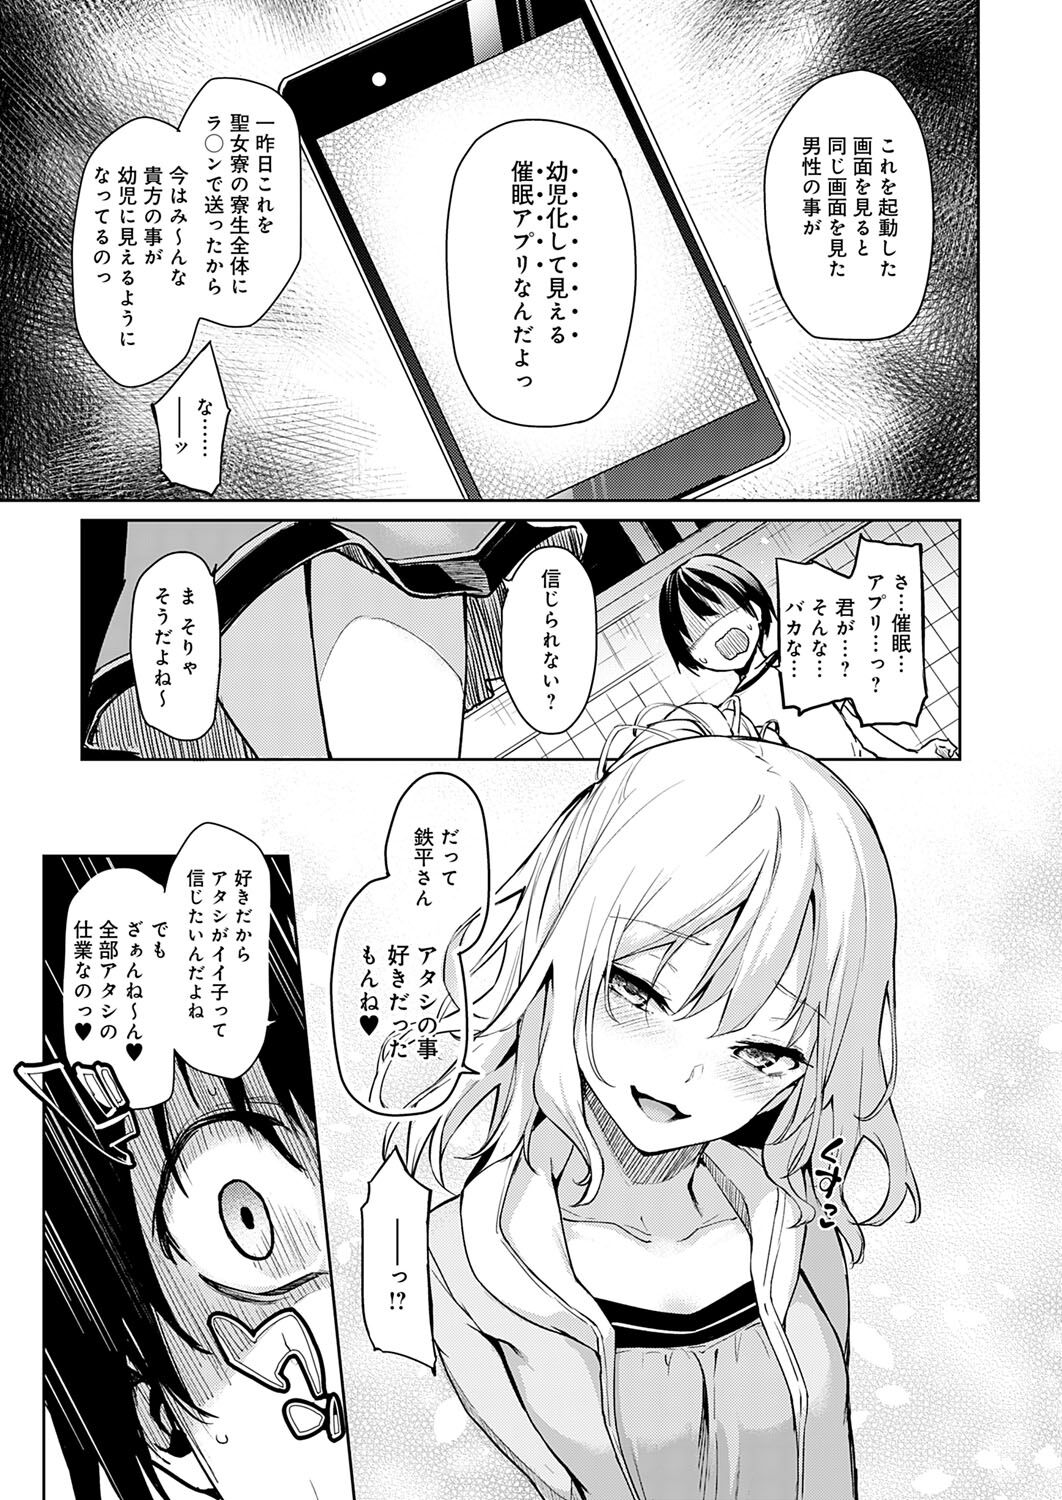 これを起動した
画面を見ると
同じ画面を見た
男性の事が
幼児化して見える
催眠アプリなんだよっ
一昨日これを
聖女寮の寮生全体に
ラ〇ンで送ったから
今はみ～んな
貴方の事が
幼児に見えるように
なってるのっ
な……
――ッ
さ…催眠…
アプリ…っ?
君が…?
そんな…
バカな…
信じられない?
ま そりゃ
そうだよね～
だって
鉄平さん
アタシの事
好きだった
もんね♥
くすっ♡
――っ!?
好きだから
アタシがイイ子って
信じたいんだよね
でも
ざぁんね～ん♥
全部アタシの
仕業なのっ♥